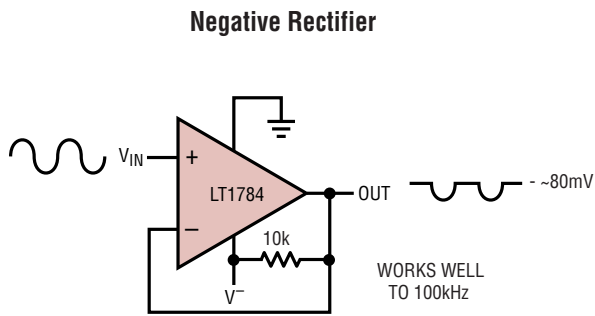 Negative Rectifier
V_IN
+
LT1784
OUT
- ~80mV
−
10k
V⁻
WORKS WELL
TO 100kHz